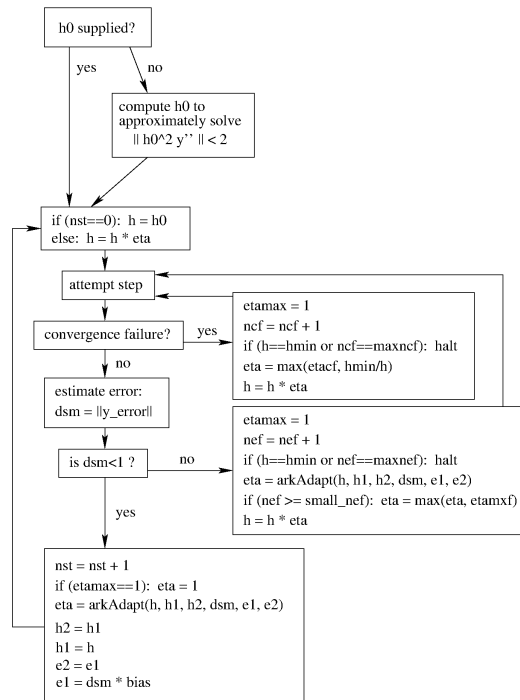 h0 supplied?
yes
no
compute h0 to
approximately solve
|| h0^2 y’’ || < 2
if (nst==0):  h = h0
else:  h = h * eta
attempt step
convergence failure?
yes
etamax = 1
ncf = ncf + 1
if (h==hmin or ncf==maxncf):  halt
eta = max(etacf, hmin/h)
h = h * eta
no
estimate error:
dsm = ||y_error||
is dsm<1 ?
no
etamax = 1
nef = nef + 1
if (h==hmin or nef==maxnef):  halt
eta = arkAdapt(h, h1, h2, dsm, e1, e2)
if (nef >= small_nef):  eta = max(eta, etamxf)
h = h * eta
yes
nst = nst + 1
if (etamax==1):  eta = 1
eta = arkAdapt(h, h1, h2, dsm, e1, e2)
h2 = h1
h1 = h
e2 = e1
e1 = dsm * bias